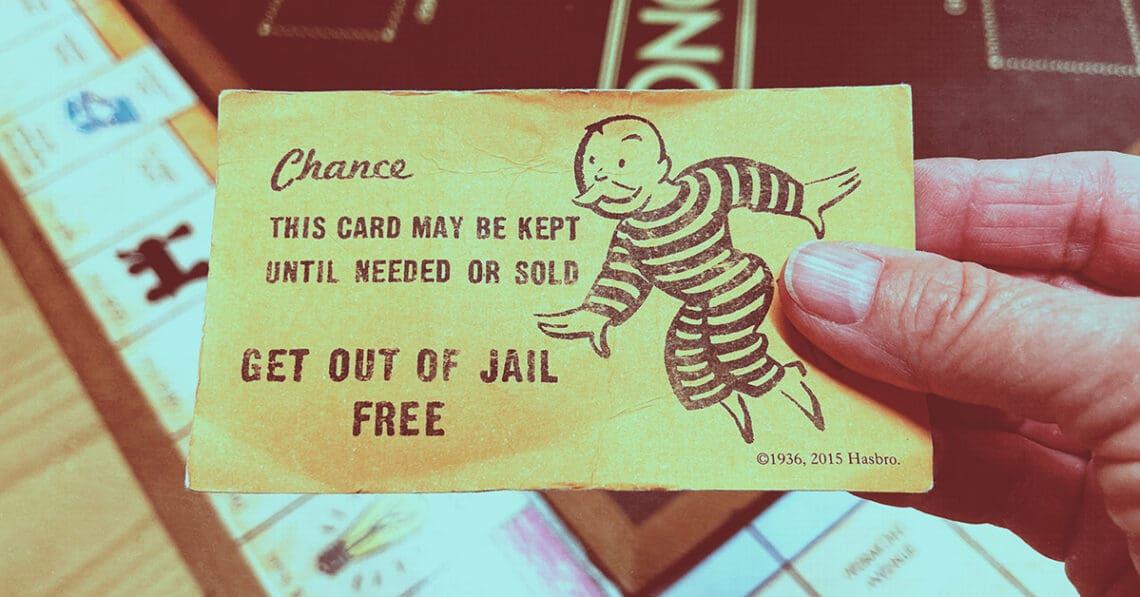 Chance
THIS CARD MAY BE KEPT
UNTIL NEEDED OR SOLD
GET OUT OF JAIL
FREE
©1936, 2015 Hasbro.